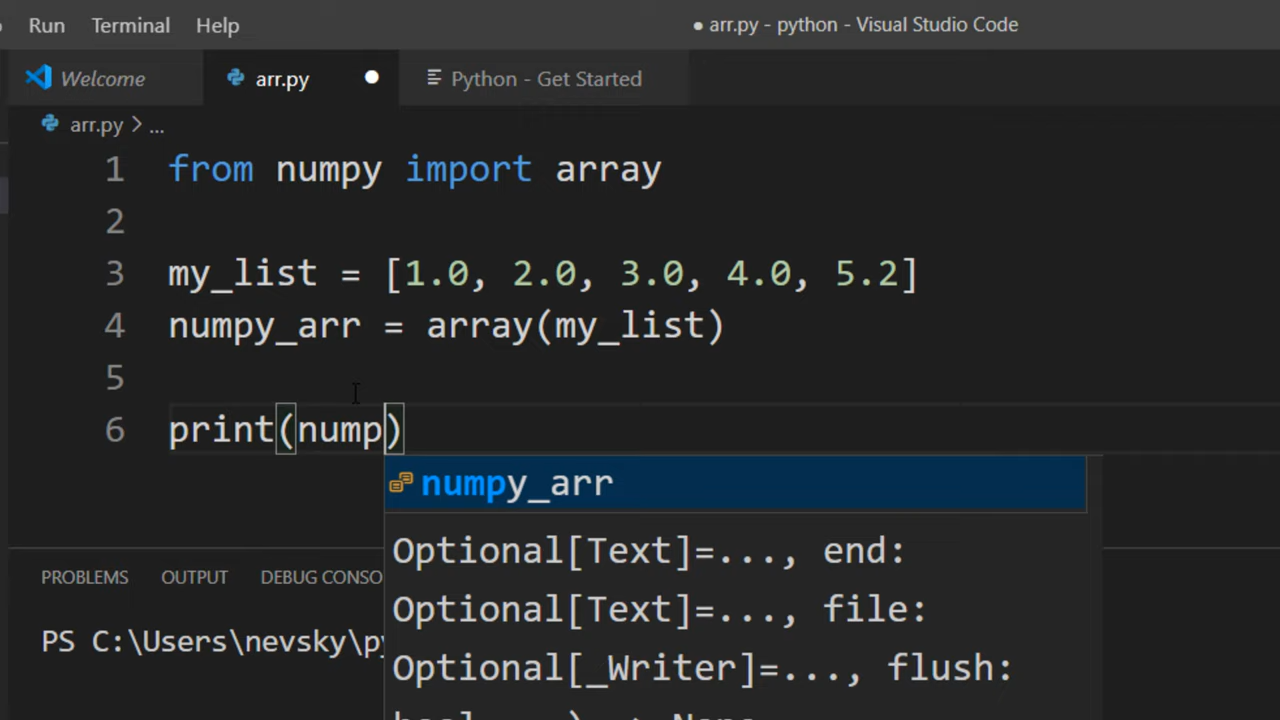 Run Terminal Help ● arr.py - python - Visual Studio Code
Welcome arr.py ● Python - Get Started
arr.py > ...
1 from numpy import array
2
3 my_list = [1.0, 2.0, 3.0, 4.0, 5.2]
4 numpy_arr = array(my_list)
5
6 print(nump)
numpy_arr
Optional[Text]=..., end:
PROBLEMS OUTPUT DEBUG CONSO
Optional[Text]=..., file:
PS C:\Users\nevsky\py
Optional[_Writer]=..., flush: